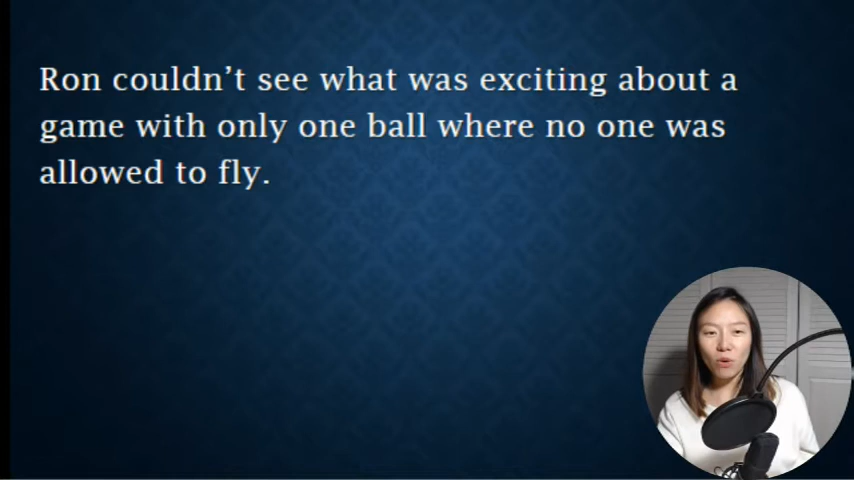 Ron couldn’t see what was exciting about a
game with only one ball where no one was
allowed to fly.